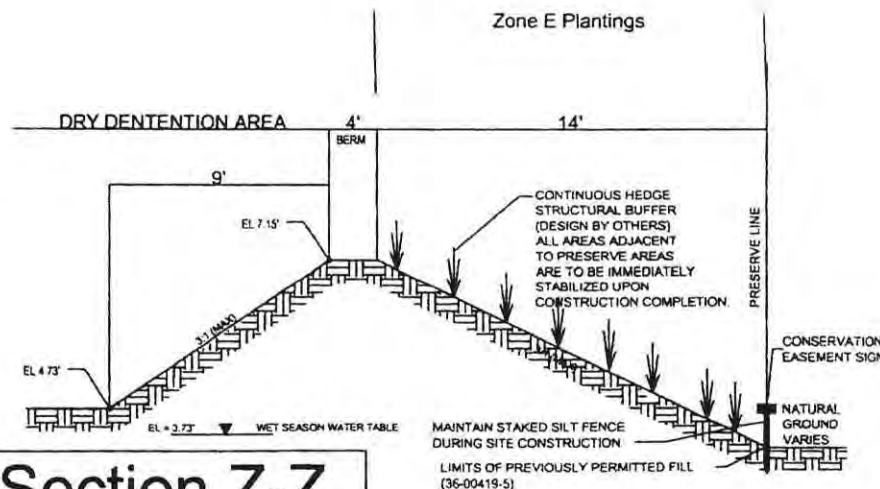 Zone E Plantings
DRY DENTENTION AREA
4'
14'
BERM
9'
EL 7.15'
CONTINUOUS HEDGE
STRUCTURAL BUFFER
(DESIGN BY OTHERS)
ALL AREAS ADJACENT
TO PRESERVE AREAS
ARE TO BE IMMEDIATELY
STABILIZED UPON
CONSTRUCTION COMPLETION.
PRESERVE LINE
3:1 (MAX)
CONSERVATION
EASEMENT SIGN
EL 4.73'
EL = 3.73'
WET SEASON WATER TABLE
MAINTAIN STAKED SILT FENCE
DURING SITE CONSTRUCTION
NATURAL
GROUND
VARIES
LIMITS OF PREVIOUSLY PERMITTED FILL
(36-00419-5)
Section Z-Z